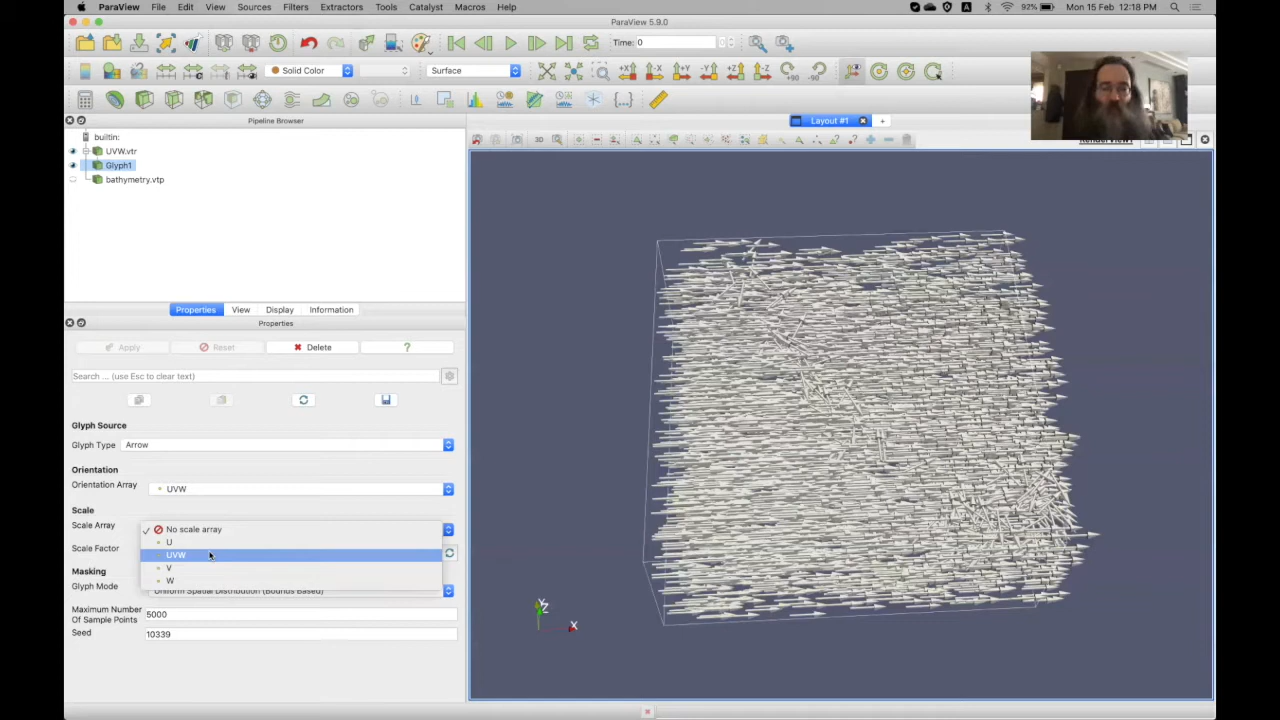 ParaView File Edit View Sources Filters Extractors Tools Catalyst Macros Help
A 92% Mon 15 Feb 12:18 PM
ParaView 5.9.0
Time: 0
Solid Color Surface
+X -X +Y -Y +Z -Z +90 -90
Pipeline Browser
Layout #1 +
3D
builtin:
UVW.vtr
Glyph1
bathymetry.vtp
Properties View Display Information
Properties
Apply Reset Delete ?
Search ... (use Esc to clear text)
Glyph Source
Glyph Type Arrow
Orientation
Orientation Array UVW
Scale
Scale Array
No scale array
U
Scale Factor
UVW
V
Masking
W
Glyph Mode Uniform Spatial Distribution (Bounds Based)
Maximum Number
Of Sample Points 5000
Seed 10339
Y
Z
X